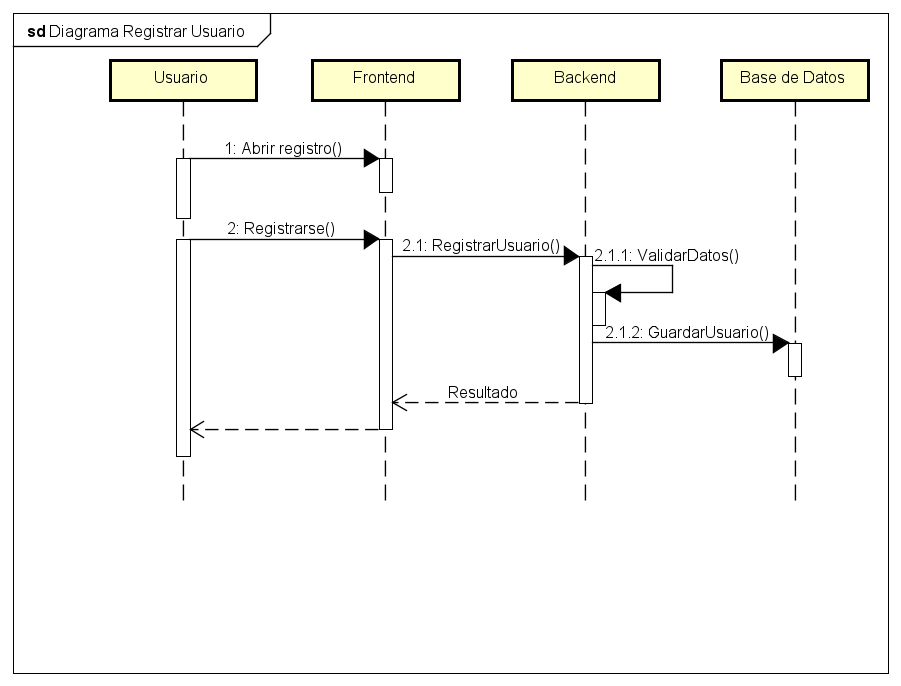 sd Diagrama Registrar Usuario
Usuario
Frontend
Backend
Base de Datos
1: Abrir registro()
2: Registrarse()
2.1: RegistrarUsuario()
2.1.1: ValidarDatos()
2.1.2: GuardarUsuario()
Resultado